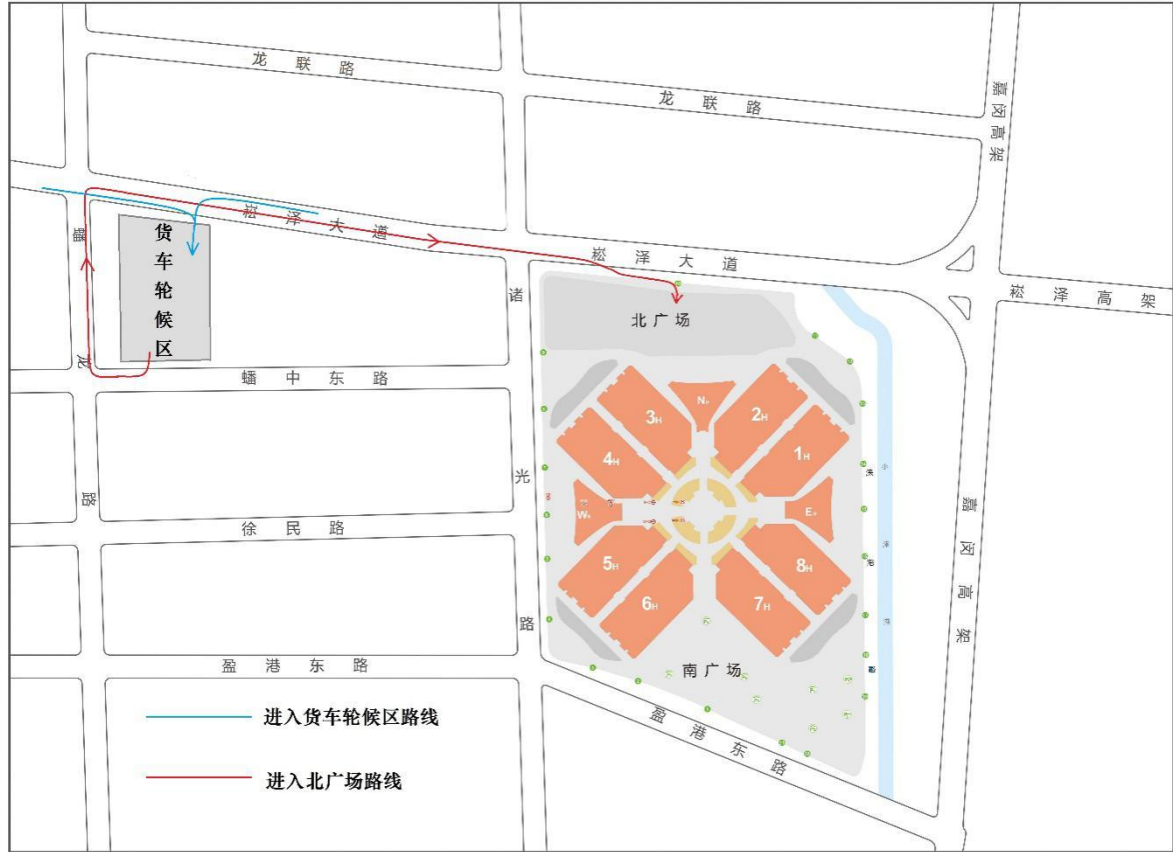 龙联路
龙联路
嘉闵高架
崧泽大道
崧泽大道
崧泽高架
货车轮候区
北广场
诸光路
蟠龙路
蟠中东路
3H
N
2H
4H
1H
W
E
徐民路
5H
8H
6H
7H
嘉闵高架
盈港东路
南广场
盈港东路
进入货车轮候区路线
进入北广场路线